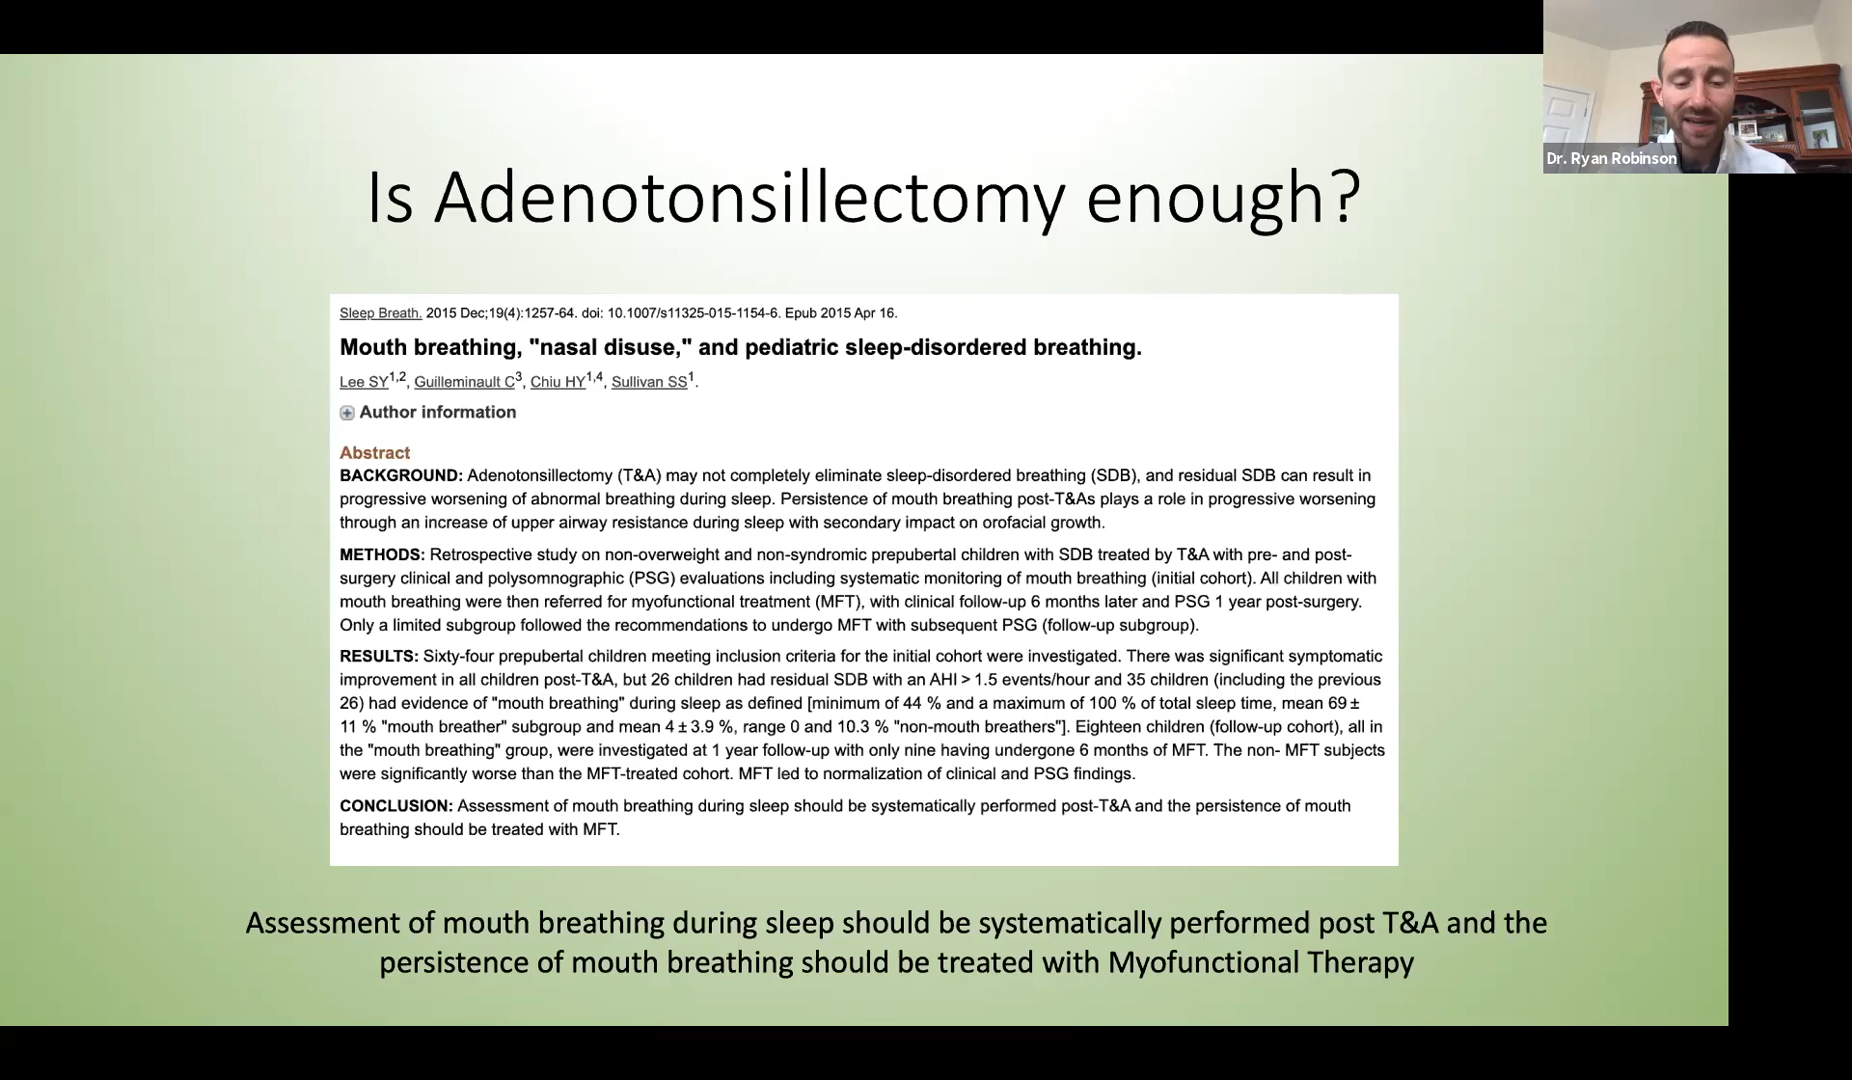 Dr. Ryan Robinson
Is Adenotonsillectomy enough?
Sleep Breath. 2015 Dec;19(4):1257-64. doi: 10.1007/s11325-015-1154-6. Epub 2015 Apr 16.
Mouth breathing, "nasal disuse," and pediatric sleep-disordered breathing.
Lee SY1,2, Guilleminault C3, Chiu HY1,4, Sullivan SS1.
Author information
Abstract
BACKGROUND: Adenotonsillectomy (T&A) may not completely eliminate sleep-disordered breathing (SDB), and residual SDB can result in
progressive worsening of abnormal breathing during sleep. Persistence of mouth breathing post-T&As plays a role in progressive worsening
through an increase of upper airway resistance during sleep with secondary impact on orofacial growth.
METHODS: Retrospective study on non-overweight and non-syndromic prepubertal children with SDB treated by T&A with pre- and post-
surgery clinical and polysomnographic (PSG) evaluations including systematic monitoring of mouth breathing (initial cohort). All children with
mouth breathing were then referred for myofunctional treatment (MFT), with clinical follow-up 6 months later and PSG 1 year post-surgery.
Only a limited subgroup followed the recommendations to undergo MFT with subsequent PSG (follow-up subgroup).
RESULTS: Sixty-four prepubertal children meeting inclusion criteria for the initial cohort were investigated. There was significant symptomatic
improvement in all children post-T&A, but 26 children had residual SDB with an AHI > 1.5 events/hour and 35 children (including the previous
26) had evidence of "mouth breathing" during sleep as defined [minimum of 44 % and a maximum of 100 % of total sleep time, mean 69 ±
11 % "mouth breather" subgroup and mean 4 ± 3.9 %, range 0 and 10.3 % "non-mouth breathers"]. Eighteen children (follow-up cohort), all in
the "mouth breathing" group, were investigated at 1 year follow-up with only nine having undergone 6 months of MFT. The non- MFT subjects
were significantly worse than the MFT-treated cohort. MFT led to normalization of clinical and PSG findings.
CONCLUSION: Assessment of mouth breathing during sleep should be systematically performed post-T&A and the persistence of mouth
breathing should be treated with MFT.
Assessment of mouth breathing during sleep should be systematically performed post T&A and the
persistence of mouth breathing should be treated with Myofunctional Therapy